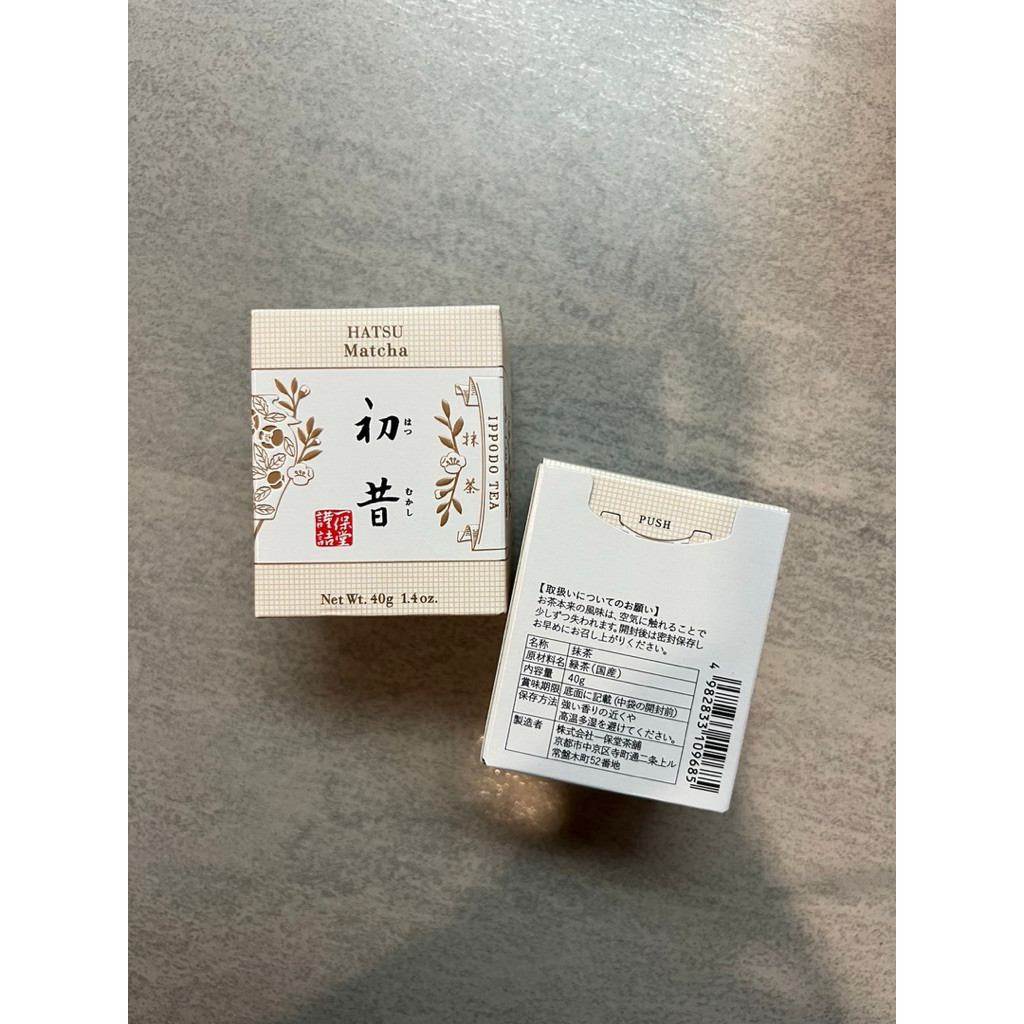 HATSU
Matcha
初昔
はつ
むかし
抹茶
IPPODO TEA
一保堂
謹詰
Net Wt. 40g 1.4oz.
PUSH
【取扱いについてのお願い】
お茶本来の風味は、空気に触れることで
少しずつ失われます。開封後は密封保存し
お早めにお召し上がりください。
名称 抹茶
原材料名 緑茶(国産)
内容量 40g
賞味期限 底面に記載(中袋の開封前)
保存方法 強い香りの近くや
高温多湿を避けてください。
製造者 株式会社一保堂茶舗
京都市中京区寺町通二条上ル
常盤木町52番地
4982833109685